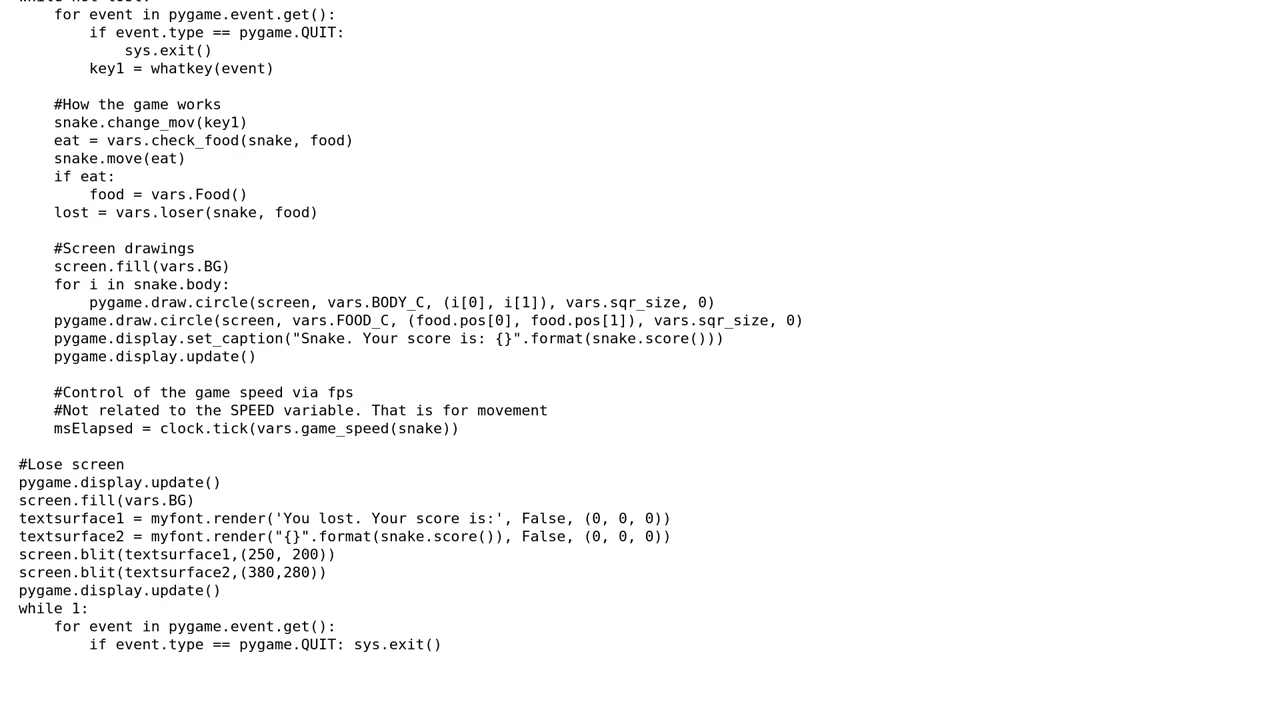 while not lost:
    for event in pygame.event.get():
        if event.type == pygame.QUIT:
            sys.exit()
        key1 = whatkey(event)

    #How the game works
    snake.change_mov(key1)
    eat = vars.check_food(snake, food)
    snake.move(eat)
    if eat:
        food = vars.Food()
    lost = vars.loser(snake, food)

    #Screen drawings
    screen.fill(vars.BG)
    for i in snake.body:
        pygame.draw.circle(screen, vars.BODY_C, (i[0], i[1]), vars.sqr_size, 0)
    pygame.draw.circle(screen, vars.FOOD_C, (food.pos[0], food.pos[1]), vars.sqr_size, 0)
    pygame.display.set_caption("Snake. Your score is: {}".format(snake.score()))
    pygame.display.update()

    #Control of the game speed via fps
    #Not related to the SPEED variable. That is for movement
    msElapsed = clock.tick(vars.game_speed(snake))

#Lose screen
pygame.display.update()
screen.fill(vars.BG)
textsurface1 = myfont.render('You lost. Your score is:', False, (0, 0, 0))
textsurface2 = myfont.render("{}".format(snake.score()), False, (0, 0, 0))
screen.blit(textsurface1,(250, 200))
screen.blit(textsurface2,(380,280))
pygame.display.update()
while 1:
    for event in pygame.event.get():
        if event.type == pygame.QUIT: sys.exit()